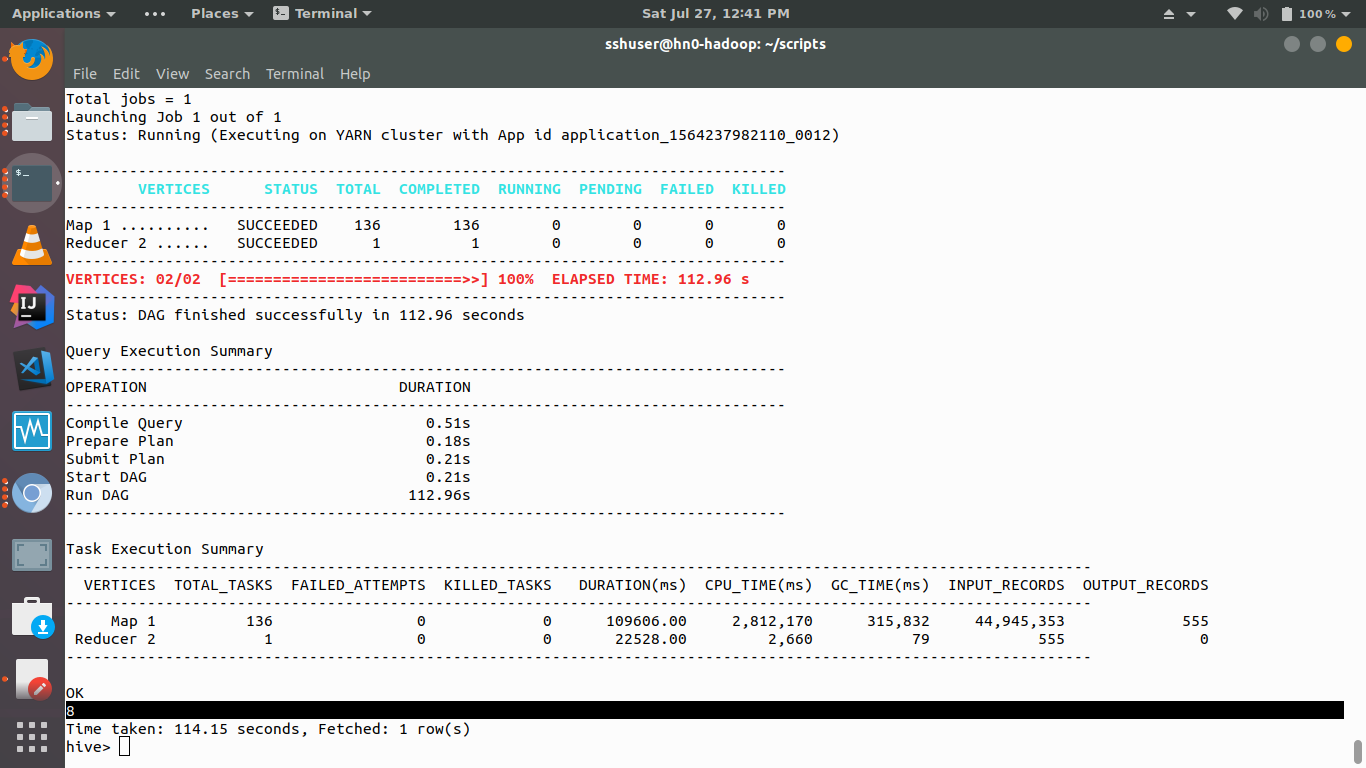 Applications ••• Places Terminal Sat Jul 27, 12:41 PM 100 %
sshuser@hn0-hadoop: ~/scripts
File Edit View Search Terminal Help
Total jobs = 1
Launching Job 1 out of 1
Status: Running (Executing on YARN cluster with App id application_1564237982110_0012)
--------------------------------------------------------------------------------
VERTICES STATUS TOTAL COMPLETED RUNNING PENDING FAILED KILLED
--------------------------------------------------------------------------------
Map 1 .......... SUCCEEDED 136 136 0 0 0 0
Reducer 2 ...... SUCCEEDED 1 1 0 0 0 0
--------------------------------------------------------------------------------
VERTICES: 02/02 [==========================>>] 100% ELAPSED TIME: 112.96 s
--------------------------------------------------------------------------------
Status: DAG finished successfully in 112.96 seconds
Query Execution Summary
--------------------------------------------------------------------------------
OPERATION DURATION
--------------------------------------------------------------------------------
Compile Query 0.51s
Prepare Plan 0.18s
Submit Plan 0.21s
Start DAG 0.21s
Run DAG 112.96s
--------------------------------------------------------------------------------
Task Execution Summary
------------------------------------------------------------------------------------------------------------------
VERTICES TOTAL_TASKS FAILED_ATTEMPTS KILLED_TASKS DURATION(ms) CPU_TIME(ms) GC_TIME(ms) INPUT_RECORDS OUTPUT_RECORDS
------------------------------------------------------------------------------------------------------------------
Map 1 136 0 0 109606.00 2,812,170 315,832 44,945,353 555
Reducer 2 1 0 0 22528.00 2,660 79 555 0
------------------------------------------------------------------------------------------------------------------
OK
8
Time taken: 114.15 seconds, Fetched: 1 row(s)
hive>
IJ
$_